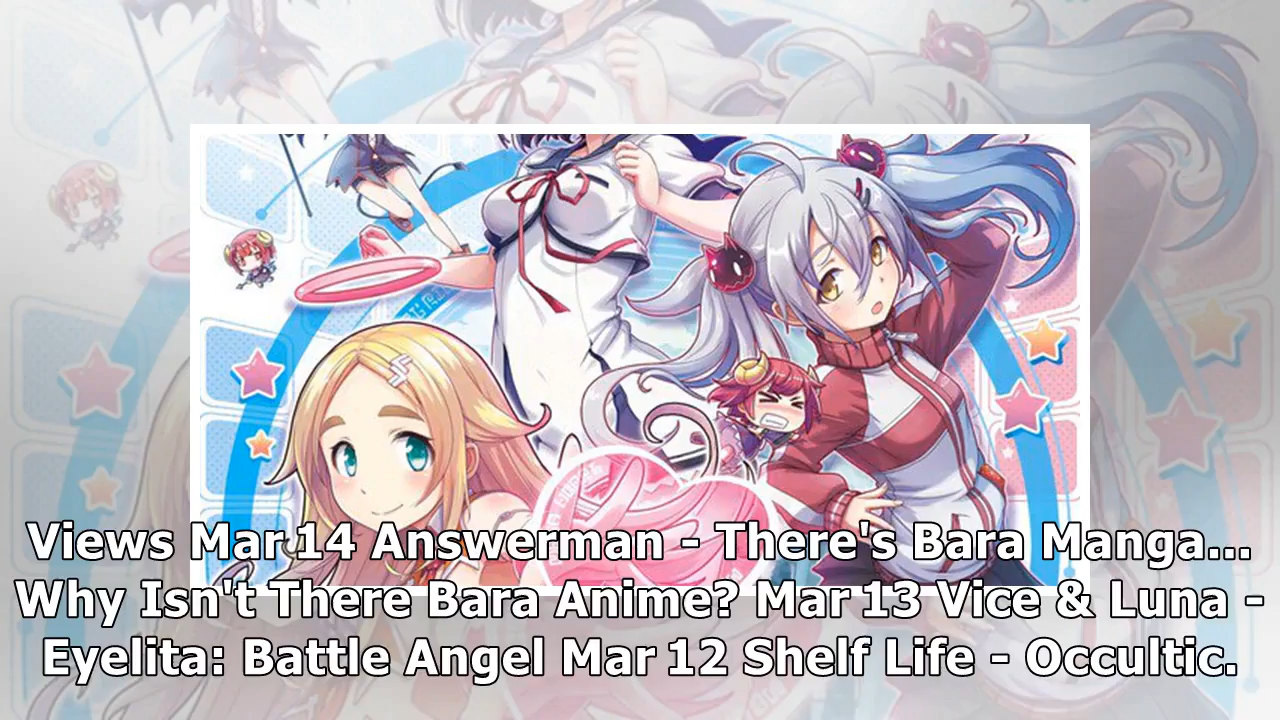 Views Mar 14 Answerman - There's Bara Manga...
Why Isn't There Bara Anime? Mar 13 Vice & Luna -
Eyelita: Battle Angel Mar 12 Shelf Life - Occultic.